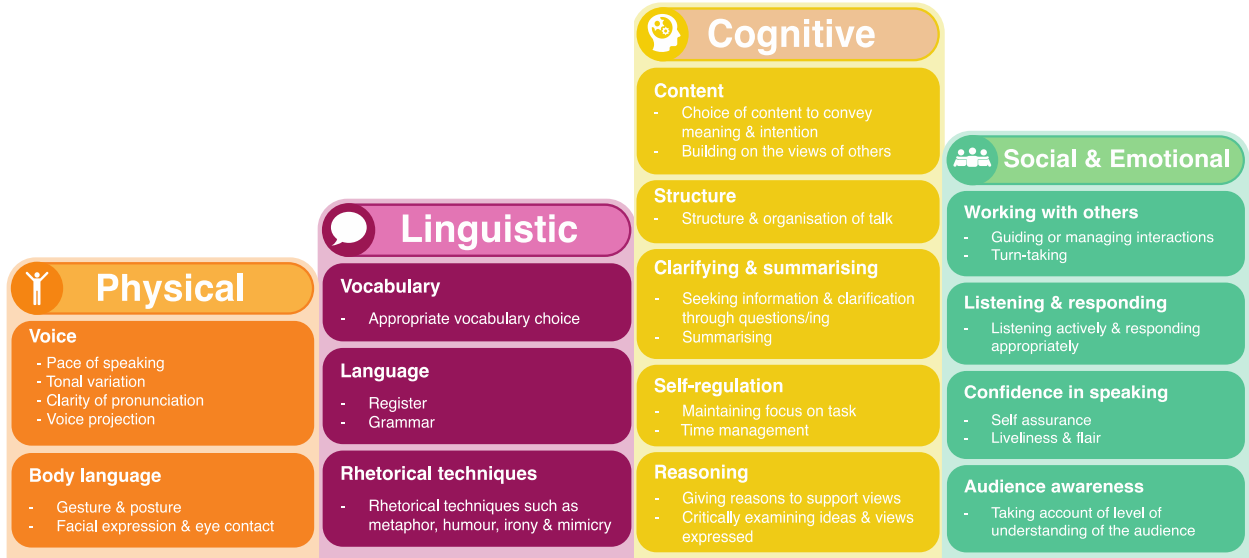 Physical
Voice
- Pace of speaking
- Tonal variation
- Clarity of pronunciation
- Voice projection
Body language
- Gesture & posture
- Facial expression & eye contact
Linguistic
Vocabulary
- Appropriate vocabulary choice
Language
- Register
- Grammar
Rhetorical techniques
- Rhetorical techniques such as
metaphor, humour, irony & mimicry
Cognitive
Content
- Choice of content to convey
meaning & intention
- Building on the views of others
Structure
- Structure & organisation of talk
Clarifying & summarising
- Seeking information & clarification
through questions/ing
- Summarising
Self-regulation
- Maintaining focus on task
- Time management
Reasoning
- Giving reasons to support views
- Critically examining ideas & views
expressed
Social & Emotional
Working with others
- Guiding or managing interactions
- Turn-taking
Listening & responding
- Listening actively & responding
appropriately
Confidence in speaking
- Self assurance
- Liveliness & flair
Audience awareness
- Taking account of level of
understanding of the audience